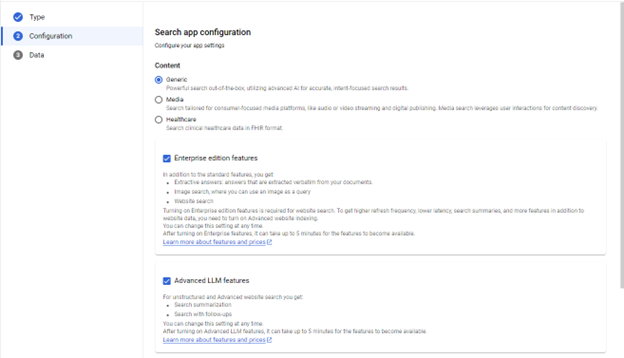 Type
2 Configuration
3 Data
Search app configuration
Configure your app settings
Content
Generic
Powerful search out-of-the-box, utilizing advanced AI for accurate, intent-focused search results.
Media
Search tailored for consumer-focused media platforms, like audio or video streaming and digital publishing. Media search leverages user interactions for content discovery.
Healthcare
Search clinical healthcare data in FHIR format.
Enterprise edition features
In addition to the standard features, you get
• Extractive answers: answers that are extracted verbatim from your documents.
• Image search, where you can use an image as a query
• Website search
Turning on Enterprise edition features is required for website search. To get higher refresh frequency, lower latency, search summaries, and more features in addition to
website data, you need to turn on Advanced website indexing.
You can change this setting at any time.
After turning on Enterprise features, it can take up to 5 minutes for the features to become available.
Learn more about features and prices
Advanced LLM features
For unstructured and Advanced website search you get:
• Search summarization
• Search with follow-ups
You can change this setting at any time.
After turning on Advanced LLM features, it can take up to 5 minutes for the features to become available.
Learn more about features and prices